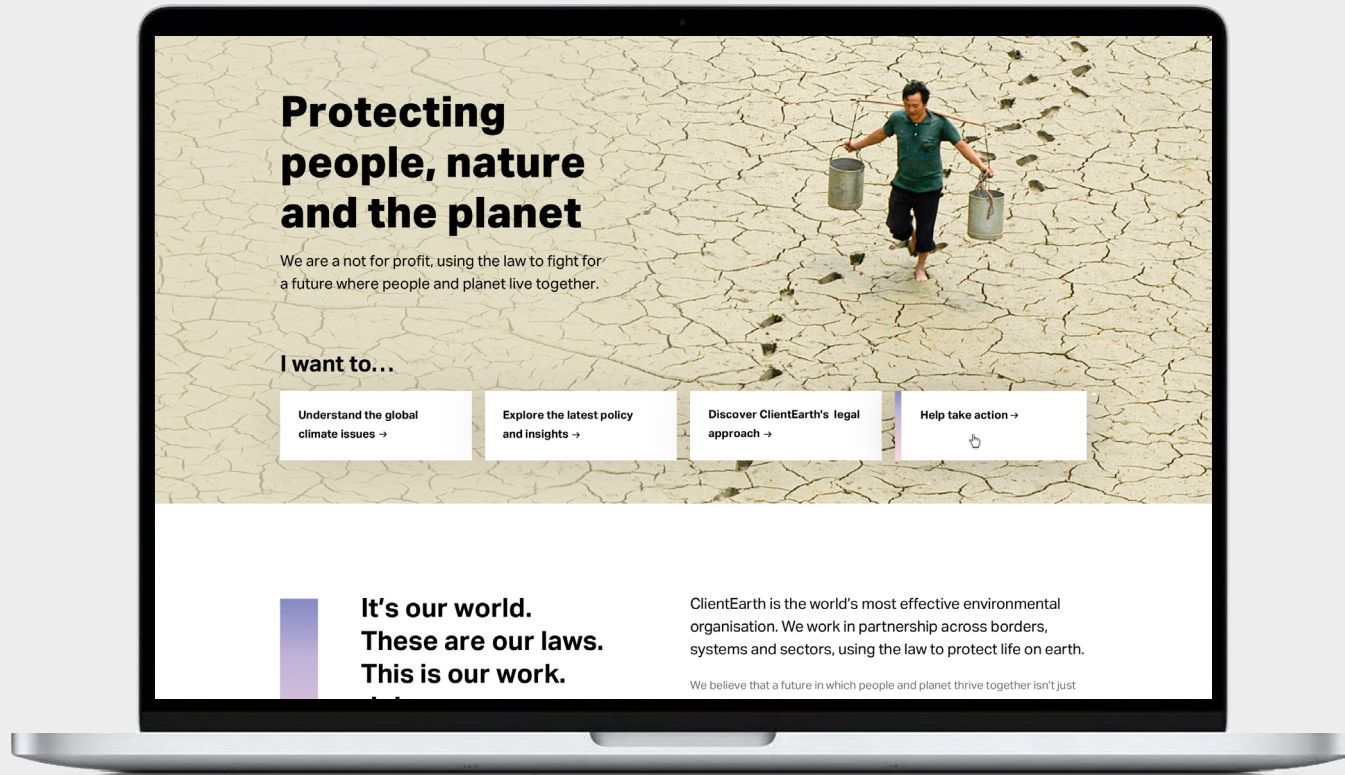 Protecting
people, nature
and the planet
We are a not for profit, using the law to fight for
a future where people and planet live together.
I want to...
Understand the global
climate issues →
Explore the latest policy
and insights →
Discover ClientEarth's legal
approach →
Help take action →
It’s our world.
These are our laws.
This is our work.
ClientEarth is the world’s most effective environmental
organisation. We work in partnership across borders,
systems and sectors, using the law to protect life on earth.
We believe that a future in which people and planet thrive together isn’t just